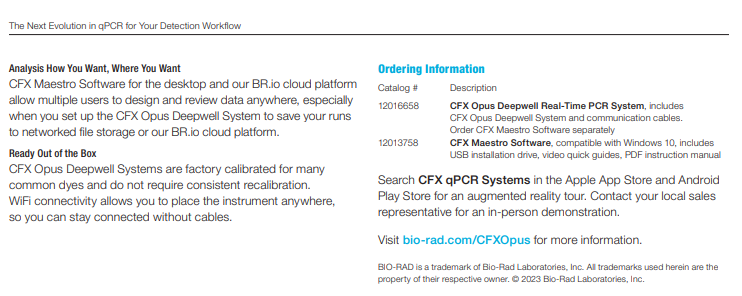 The Next Evolution in qPCR for Your Detection Workflow
Analysis How You Want, Where You Want
CFX Maestro Software for the desktop and our BR.io cloud platform
allow multiple users to design and review data anywhere, especially
when you set up the CFX Opus Deepwell System to save your runs
to networked file storage or our BR.io cloud platform.
Ready Out of the Box
CFX Opus Deepwell Systems are factory calibrated for many
common dyes and do not require consistent recalibration.
WiFi connectivity allows you to place the instrument anywhere,
so you can stay connected without cables.
Ordering Information
Catalog # Description
12016658 CFX Opus Deepwell Real-Time PCR System, includes
CFX Opus Deepwell System and communication cables.
Order CFX Maestro Software separately
12013758 CFX Maestro Software, compatible with Windows 10, includes
USB installation drive, video quick guides, PDF instruction manual
Search CFX qPCR Systems in the Apple App Store and Android
Play Store for an augmented reality tour. Contact your local sales
representative for an in-person demonstration.
Visit bio-rad.com/CFXOpus for more information.
BIO-RAD is a trademark of Bio-Rad Laboratories, Inc. All trademarks used herein are the
property of their respective owner. © 2023 Bio-Rad Laboratories, Inc.